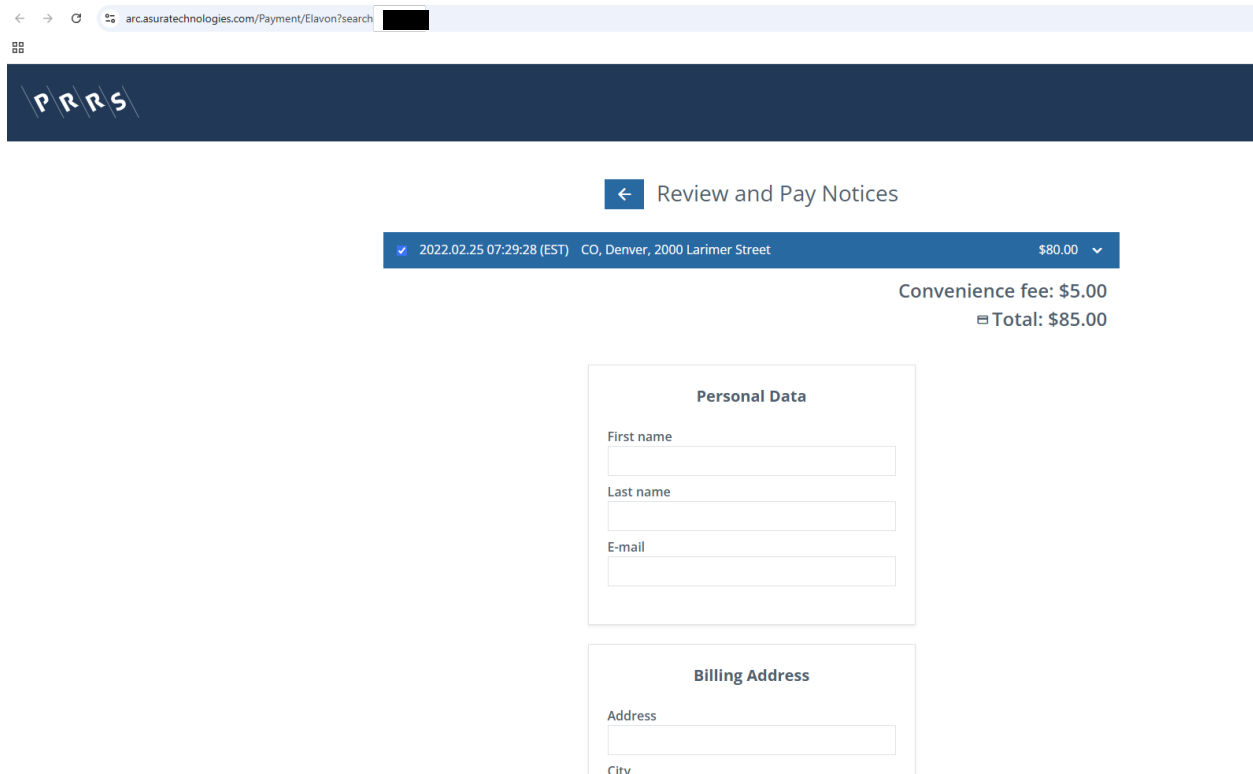 arc.asuratechnologies.com/Payment/Elavon?search
PRRS
Review and Pay Notices
2022.02.25 07:29:28 (EST) CO, Denver, 2000 Larimer Street $80.00
Convenience fee: $5.00
Total: $85.00
Personal Data
First name
Last name
E-mail
Billing Address
Address
City